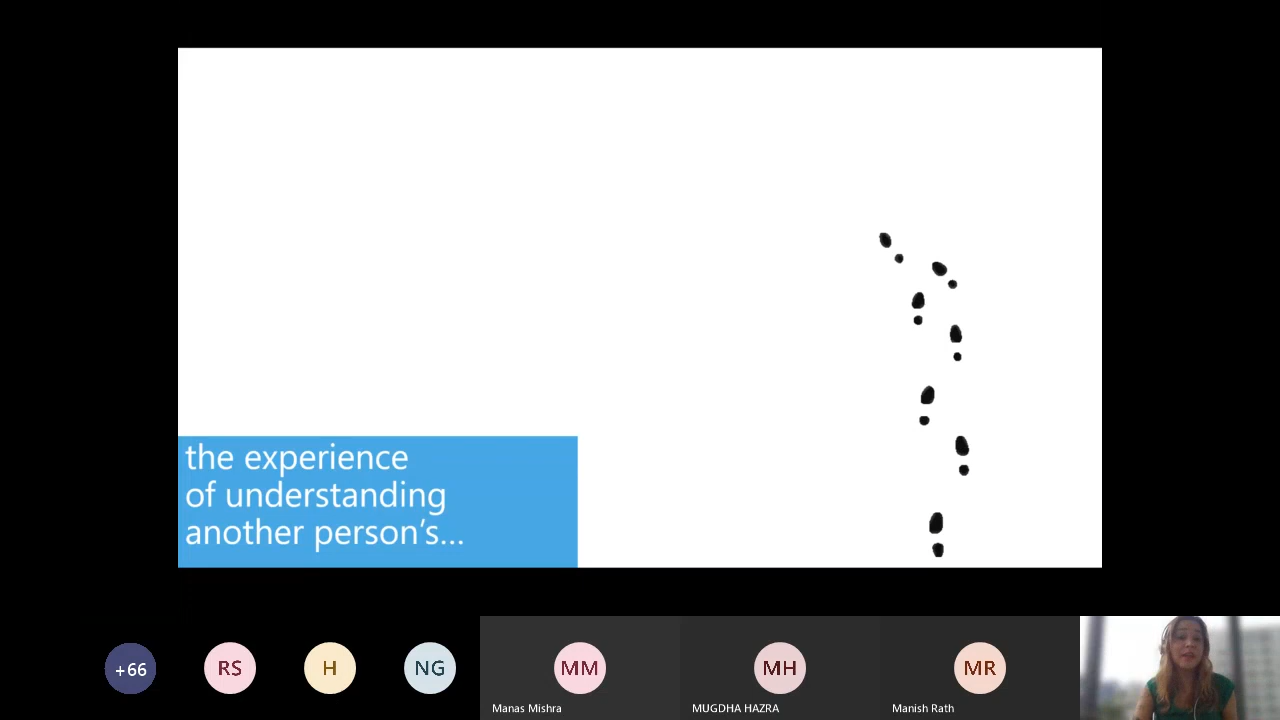 the experience
of understanding
another person's...
+66
RS
H
NG
MM
MH
MR
Manas Mishra
MUGDHA HAZRA
Manish Rath